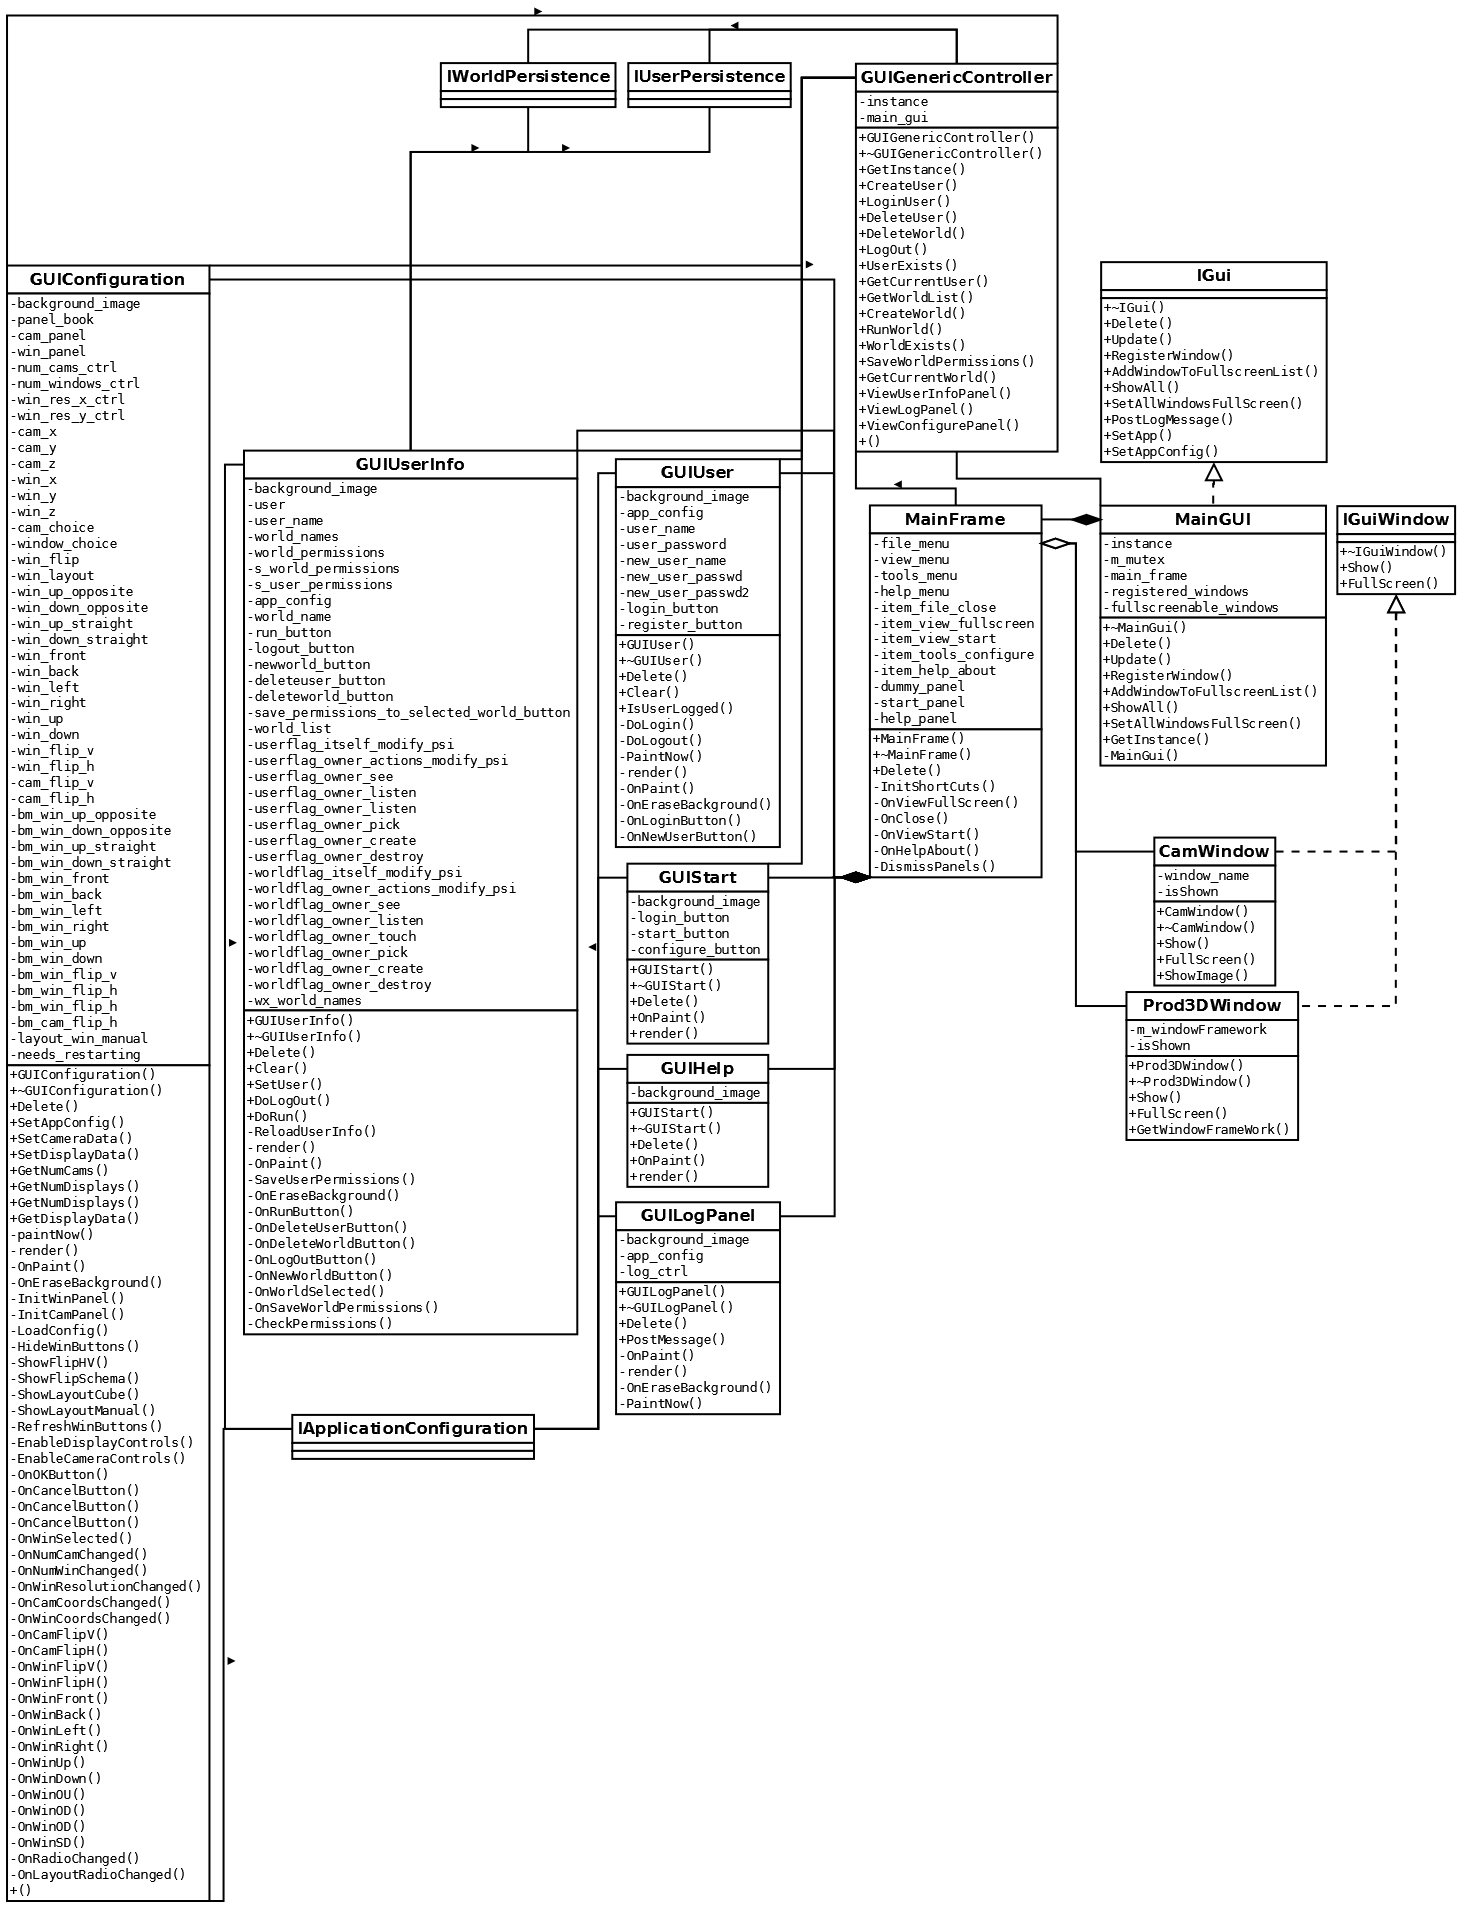 IWorldPersistence
IUserPersistence
GUIGenericController
-instance
-main_gui
+GUIGenericController()
+~GUIGenericController()
+GetInstance()
+CreateUser()
+LoginUser()
+DeleteUser()
+DeleteWorld()
+LogOut()
+UserExists()
+GetCurrentUser()
+GetWorldList()
+CreateWorld()
+RunWorld()
+WorldExists()
+SaveWorldPermissions()
+GetCurrentWorld()
+ViewUserInfoPanel()
+ViewLogPanel()
+ViewConfigurePanel()
+()
GUIConfiguration
-background_image
-panel_book
-cam_panel
-win_panel
-num_cams_ctrl
-num_windows_ctrl
-win_res_x_ctrl
-win_res_y_ctrl
-cam_x
-cam_y
-cam_z
-win_x
-win_y
-win_z
-cam_choice
-window_choice
-win_flip
-win_layout
-win_up_opposite
-win_down_opposite
-win_up_straight
-win_down_straight
-win_front
-win_back
-win_left
-win_right
-win_up
-win_down
-win_flip_v
-win_flip_h
-cam_flip_v
-cam_flip_h
-bm_win_up_opposite
-bm_win_down_opposite
-bm_win_up_straight
-bm_win_down_straight
-bm_win_front
-bm_win_back
-bm_win_left
-bm_win_right
-bm_win_up
-bm_win_down
-bm_win_flip_v
-bm_win_flip_h
-bm_win_flip_h
-bm_cam_flip_h
-layout_win_manual
-needs_restarting
+GUIConfiguration()
+~GUIConfiguration()
+Delete()
+SetAppConfig()
+SetCameraData()
+SetDisplayData()
+GetNumCams()
+GetNumDisplays()
+GetNumDisplays()
+GetDisplayData()
-paintNow()
-render()
-OnPaint()
-OnEraseBackground()
-InitWinPanel()
-InitCamPanel()
-LoadConfig()
-HideWinButtons()
-ShowFlipHV()
-ShowFlipSchema()
-ShowLayoutCube()
-ShowLayoutManual()
-RefreshWinButtons()
-EnableDisplayControls()
-EnableCameraControls()
-OnOKButton()
-OnCancelButton()
-OnCancelButton()
-OnCancelButton()
-OnWinSelected()
-OnNumCamChanged()
-OnNumWinChanged()
-OnWinResolutionChanged()
-OnCamCoordsChanged()
-OnWinCoordsChanged()
-OnCamFlipV()
-OnCamFlipH()
-OnWinFlipV()
-OnWinFlipH()
-OnWinFront()
-OnWinBack()
-OnWinLeft()
-OnWinRight()
-OnWinUp()
-OnWinDown()
-OnWinOU()
-OnWinOD()
-OnWinOD()
-OnWinSD()
-OnRadioChanged()
-OnLayoutRadioChanged()
+()
GUIUserInfo
-background_image
-user
-user_name
-world_names
-world_permissions
-s_world_permissions
-s_user_permissions
-app_config
-world_name
-run_button
-logout_button
-newworld_button
-deleteuser_button
-deleteworld_button
-save_permissions_to_selected_world_button
-world_list
-userflag_itself_modify_psi
-userflag_owner_actions_modify_psi
-userflag_owner_see
-userflag_owner_listen
-userflag_owner_listen
-userflag_owner_pick
-userflag_owner_create
-userflag_owner_destroy
-worldflag_itself_modify_psi
-worldflag_owner_actions_modify_psi
-worldflag_owner_see
-worldflag_owner_listen
-worldflag_owner_touch
-worldflag_owner_pick
-worldflag_owner_create
-worldflag_owner_destroy
-wx_world_names
+GUIUserInfo()
+~GUIUserInfo()
+Delete()
+Clear()
+SetUser()
+DoLogOut()
+DoRun()
-ReloadUserInfo()
-render()
-OnPaint()
-SaveUserPermissions()
-OnEraseBackground()
-OnRunButton()
-OnDeleteUserButton()
-OnDeleteWorldButton()
-OnLogOutButton()
-OnNewWorldButton()
-OnWorldSelected()
-OnSaveWorldPermissions()
-CheckPermissions()
IApplicationConfiguration
GUIUser
-background_image
-app_config
-user_name
-user_password
-new_user_name
-new_user_passwd
-new_user_passwd2
-login_button
-register_button
+GUIUser()
+~GUIUser()
+Delete()
+Clear()
+IsUserLogged()
-DoLogin()
-DoLogout()
-PaintNow()
-render()
-OnPaint()
-OnEraseBackground()
-OnLoginButton()
-OnNewUserButton()
GUIStart
-background_image
-login_button
-start_button
-configure_button
+GUIStart()
+~GUIStart()
+Delete()
+OnPaint()
+render()
GUIHelp
-background_image
+GUIStart()
+~GUIStart()
+Delete()
+OnPaint()
+render()
GUILogPanel
-background_image
-app_config
-log_ctrl
+GUILogPanel()
+~GUILogPanel()
+Delete()
+PostMessage()
-OnPaint()
-render()
-OnEraseBackground()
-PaintNow()
MainFrame
-file_menu
-view_menu
-tools_menu
-help_menu
-item_file_close
-item_view_fullscreen
-item_view_start
-item_tools_configure
-item_help_about
-dummy_panel
-start_panel
-help_panel
+MainFrame()
+~MainFrame()
+Delete()
-InitShortCuts()
-OnViewFullScreen()
-OnClose()
-OnViewStart()
-OnHelpAbout()
-DismissPanels()
IGui
+~IGui()
+Delete()
+Update()
+RegisterWindow()
+AddWindowToFullscreenList()
+ShowAll()
+SetAllWindowsFullScreen()
+PostLogMessage()
+SetApp()
+SetAppConfig()
MainGUI
-instance
-m_mutex
-main_frame
-registered_windows
-fullscreenable_windows
+~MainGui()
+Delete()
+Update()
+RegisterWindow()
+AddWindowToFullscreenList()
+ShowAll()
+SetAllWindowsFullScreen()
+GetInstance()
-MainGui()
IGuiWindow
+~IGuiWindow()
+Show()
+FullScreen()
CamWindow
-window_name
-isShown
+CamWindow()
+~CamWindow()
+Show()
+FullScreen()
+ShowImage()
Prod3DWindow
-m_windowFramework
-isShown
+Prod3DWindow()
+~Prod3DWindow()
+Show()
+FullScreen()
+GetWindowFrameWork()